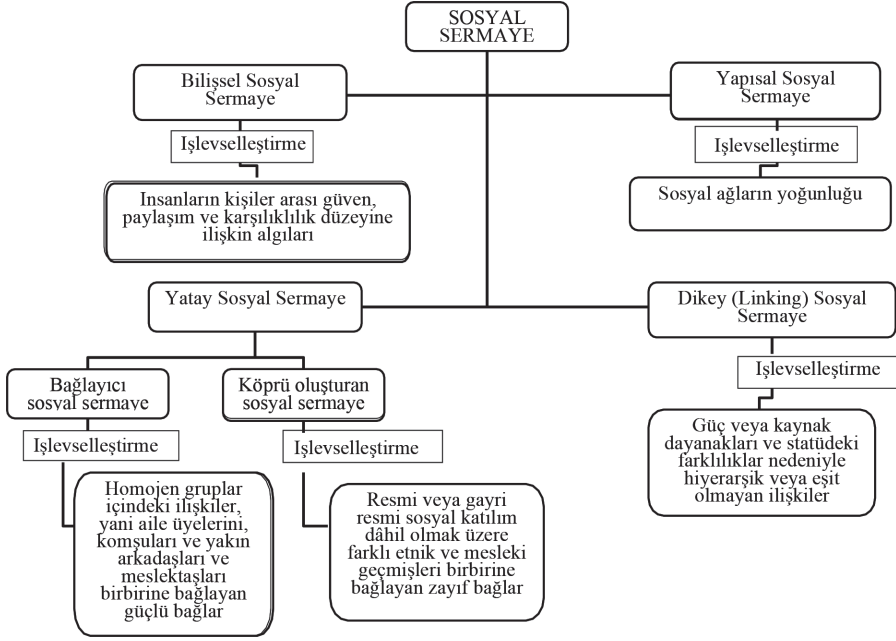 SOSYAL
SERMAYE
Bilişsel Sosyal
Sermaye
Yapısal Sosyal
Sermaye
Işlevselleştirme
Işlevselleştirme
Insanların kişiler arası güven,
paylaşım ve karşılıklılık düzeyine
ilişkin algıları
Sosyal ağların yoğunluğu
Yatay Sosyal Sermaye
Dikey (Linking) Sosyal
Sermaye
Bağlayıcı
sosyal sermaye
Köprü oluşturan
sosyal sermaye
Işlevselleştirme
Işlevselleştirme
Işlevselleştirme
Güç veya kaynak
dayanakları ve statüdeki
farklılıklar nedeniyle
hiyerarşik veya eşit
olmayan ilişkiler
Homojen gruplar
içindeki ilişkiler,
yani aile üyelerini,
komşuları ve yakın
arkadaşları ve
meslektaşları
birbirine bağlayan
güçlü bağlar
Resmi veya gayri
resmi sosyal katılım
dâhil olmak üzere
farklı etnik ve mesleki
geçmişleri birbirine
bağlayan zayıf bağlar